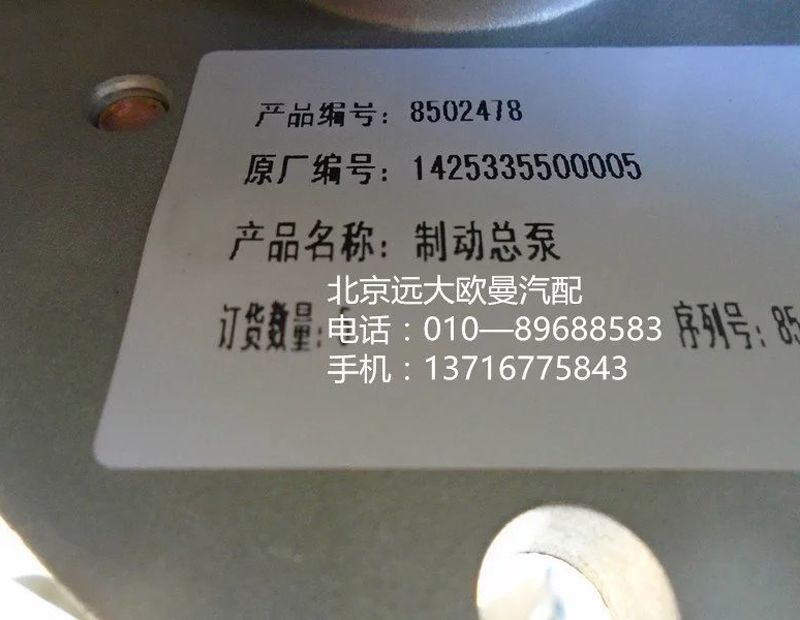 产品编号：8502478
原厂编号：1425335500005
产品名称：制动总泵
北京远大欧曼汽配
订货数量：
电话：010—89688583
序列号：85
手机：13716775843